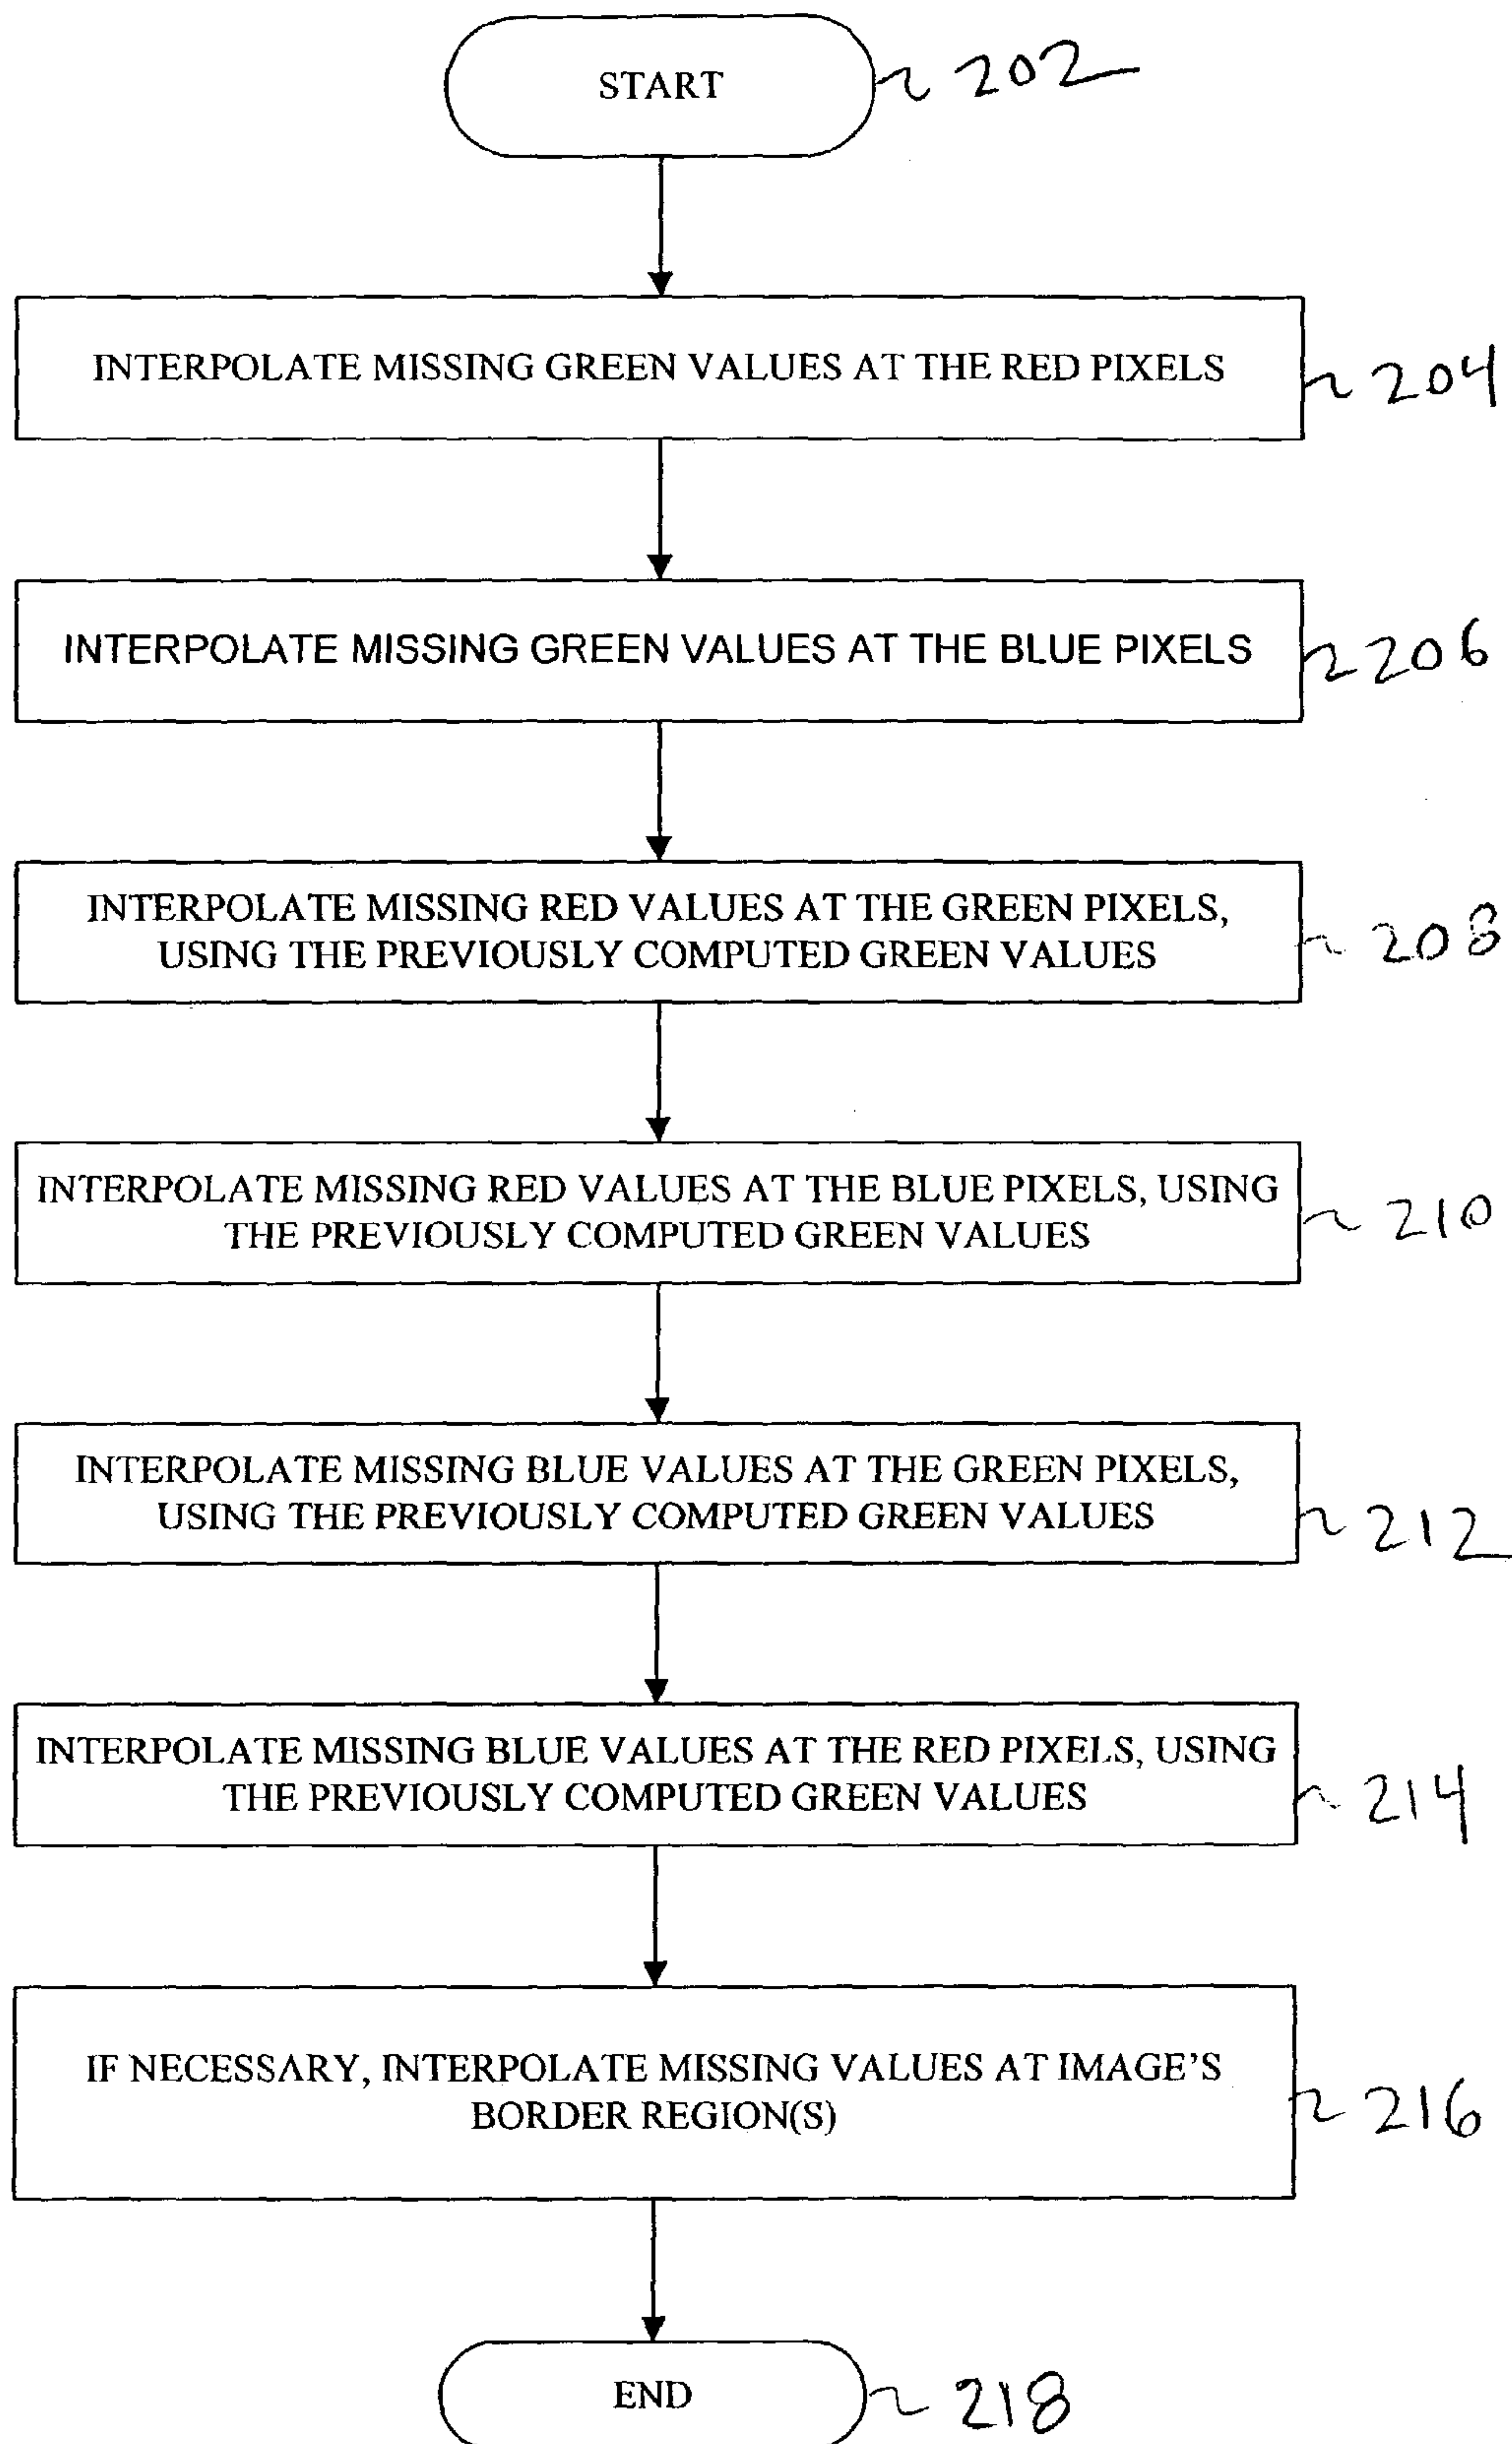 START
202
INTERPOLATE MISSING GREEN VALUES AT THE RED PIXELS
204
INTERPOLATE MISSING GREEN VALUES AT THE BLUE PIXELS
206
INTERPOLATE MISSING RED VALUES AT THE GREEN PIXELS,
USING THE PREVIOUSLY COMPUTED GREEN VALUES
208
INTERPOLATE MISSING RED VALUES AT THE BLUE PIXELS, USING
THE PREVIOUSLY COMPUTED GREEN VALUES
210
INTERPOLATE MISSING BLUE VALUES AT THE GREEN PIXELS,
USING THE PREVIOUSLY COMPUTED GREEN VALUES
212
INTERPOLATE MISSING BLUE VALUES AT THE RED PIXELS, USING
THE PREVIOUSLY COMPUTED GREEN VALUES
214
IF NECESSARY, INTERPOLATE MISSING VALUES AT IMAGE'S
BORDER REGION(S)
216
END
218